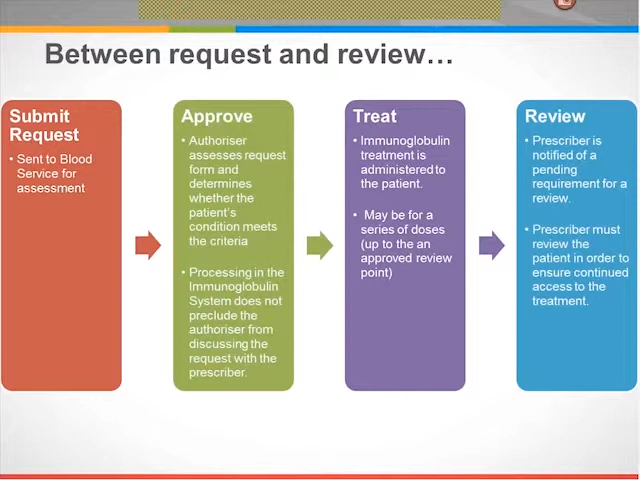 Between request and review…
Submit
Request
• Sent to Blood
Service for
assessment
Approve
• Authoriser
assesses request
form and
determines
whether the
patient's
condition meets
the criteria
• Processing in the
Immunoglobulin
System does not
preclude the
authoriser from
discussing the
request with the
prescriber.
Treat
• Immunoglobulin
treatment is
administered to
the patient.
• May be for a
series of doses
(up to the an
approved review
point)
Review
• Prescriber is
notified of a
pending
requirement for a
review.
• Prescriber must
review the
patient in order to
ensure continued
access to the
treatment.